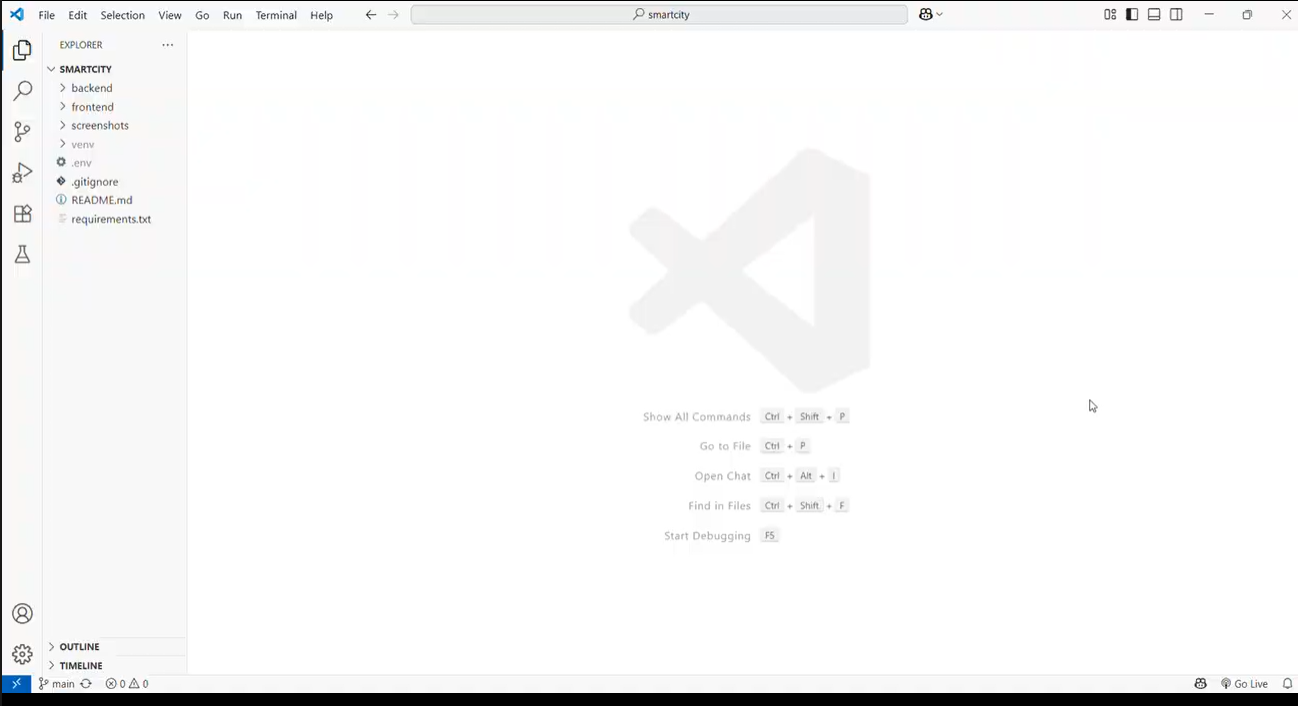 File Edit Selection View Go Run Terminal Help smartcity
EXPLORER ...
SMARTCITY
backend
frontend
screenshots
venv
.env
.gitignore
README.md
requirements.txt
Show All Commands Ctrl + Shift + P
Go to File Ctrl + P
Open Chat Ctrl + Alt + I
Find in Files Ctrl + Shift + F
Start Debugging F5
OUTLINE
TIMELINE
main 0 0 Go Live